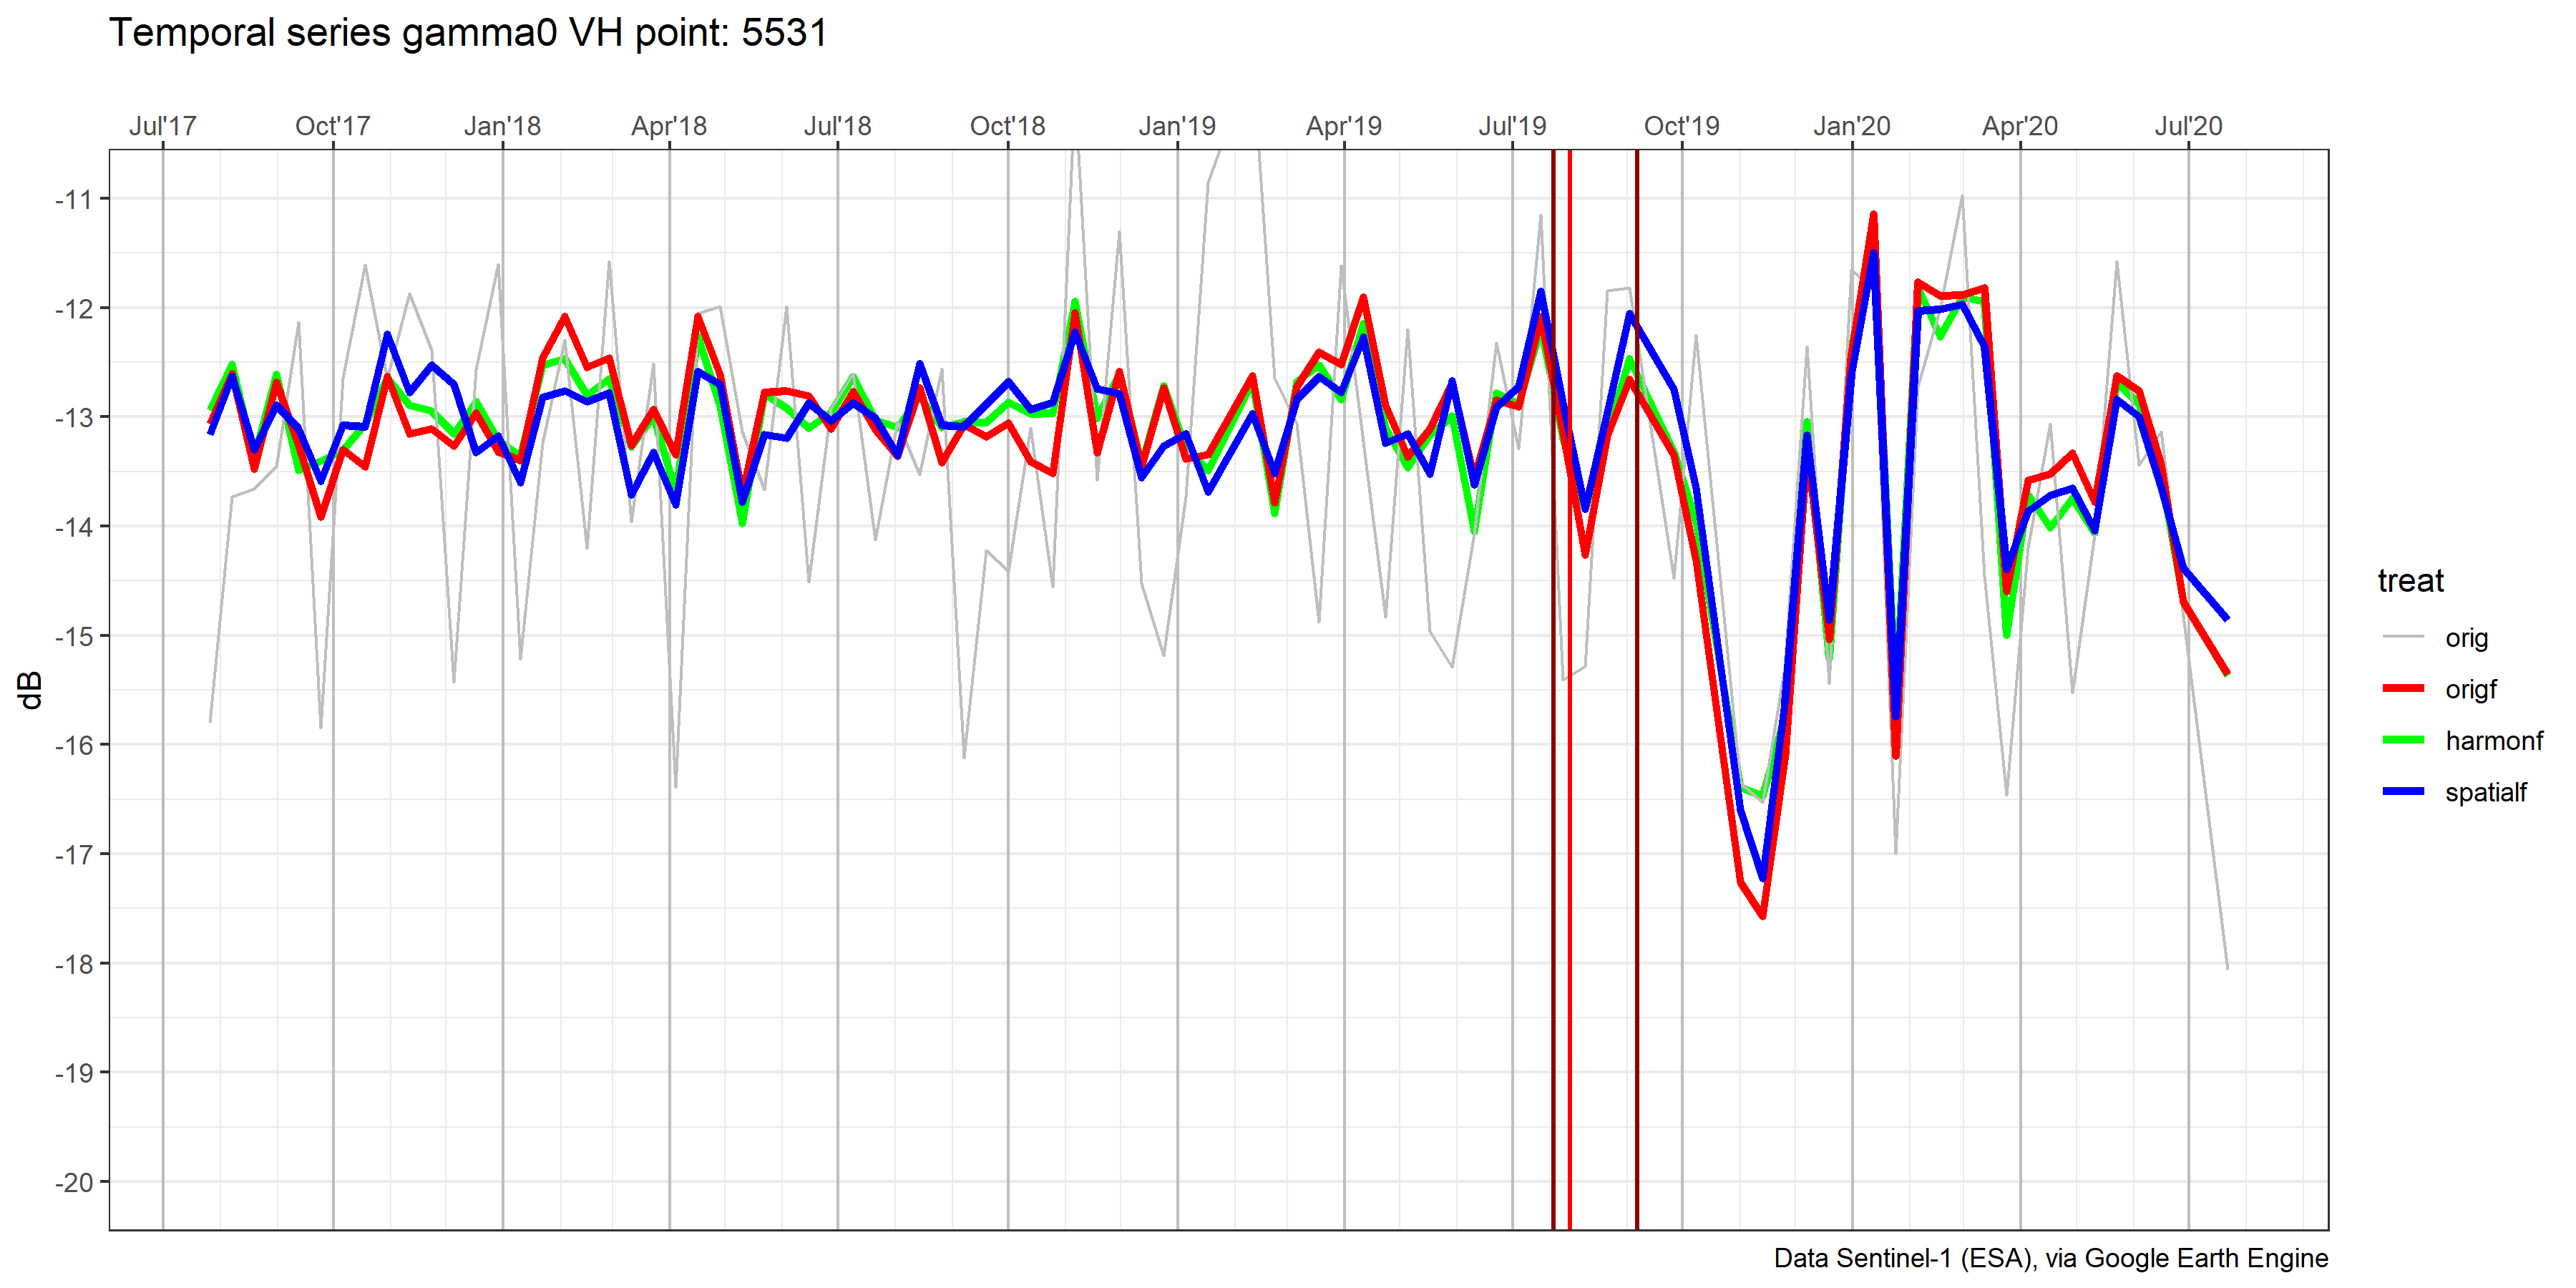 Temporal series gamma0 VH point: 5531
Jul'17 Oct'17 Jan'18 Apr'18 Jul'18 Oct'18 Jan'19 Apr'19 Jul'19 Oct'19 Jan'20 Apr'20 Jul'20
-11
-12
-13
-14
-15
-16
-17
-18
-19
-20
dB
treat
orig
origf
harmonf
spatialf
Data Sentinel-1 (ESA), via Google Earth Engine